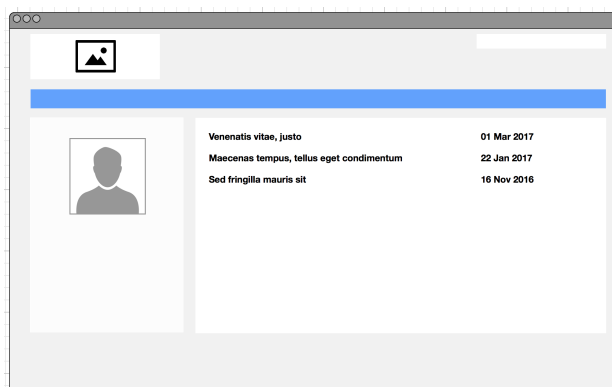 Venenatis vitae, justo 01 Mar 2017
Maecenas tempus, tellus eget condimentum 22 Jan 2017
Sed fringilla mauris sit 16 Nov 2016